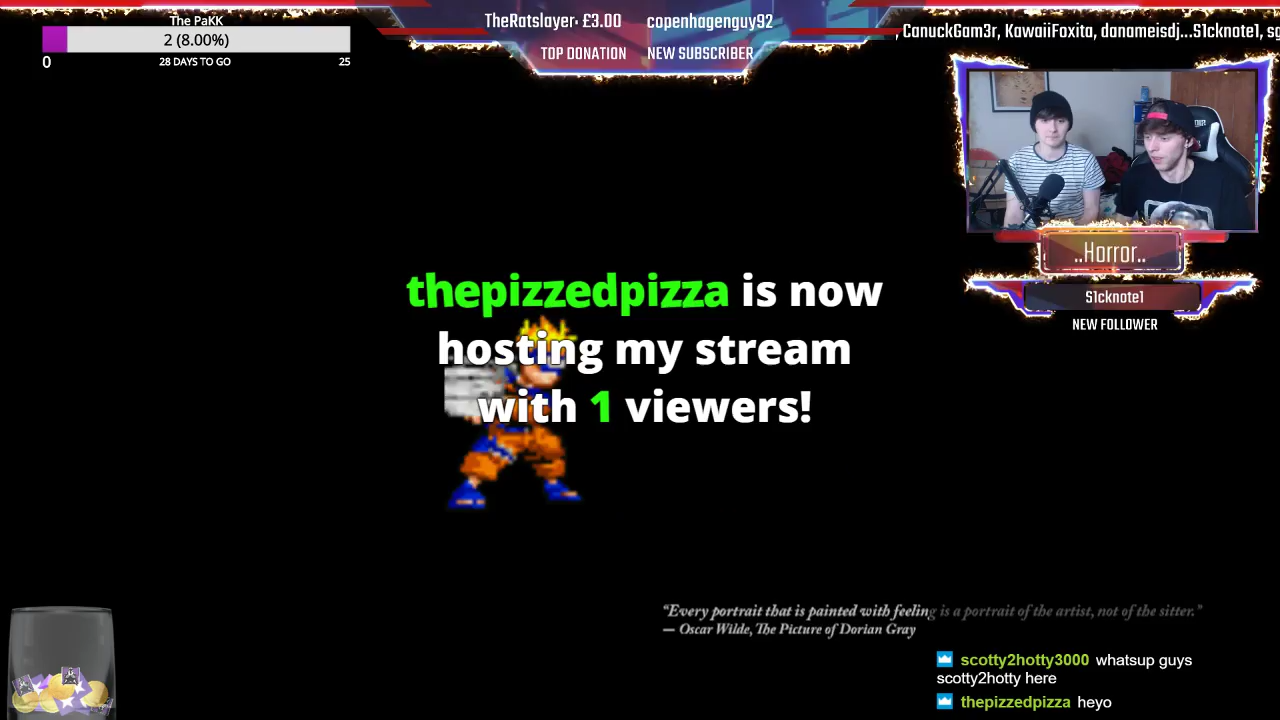 The PaKK
2 (8.00%)
0 28 DAYS TO GO 25
TheRatslayer: £3.00 copenhagenguy92
TOP DONATION NEW SUBSCRIBER
, CanuckGam3r, KawaiiFoxita, danameisdj...S1cknote1, sg
..Horror..
S1cknote1
NEW FOLLOWER
thepizzedpizza is now
hosting my stream
with 1 viewers!
“Every portrait that is painted with feeling is a portrait of the artist, not of the sitter.”
— Oscar Wilde, The Picture of Dorian Gray
scotty2hotty3000 whatsup guys
scotty2hotty here
thepizzedpizza heyo